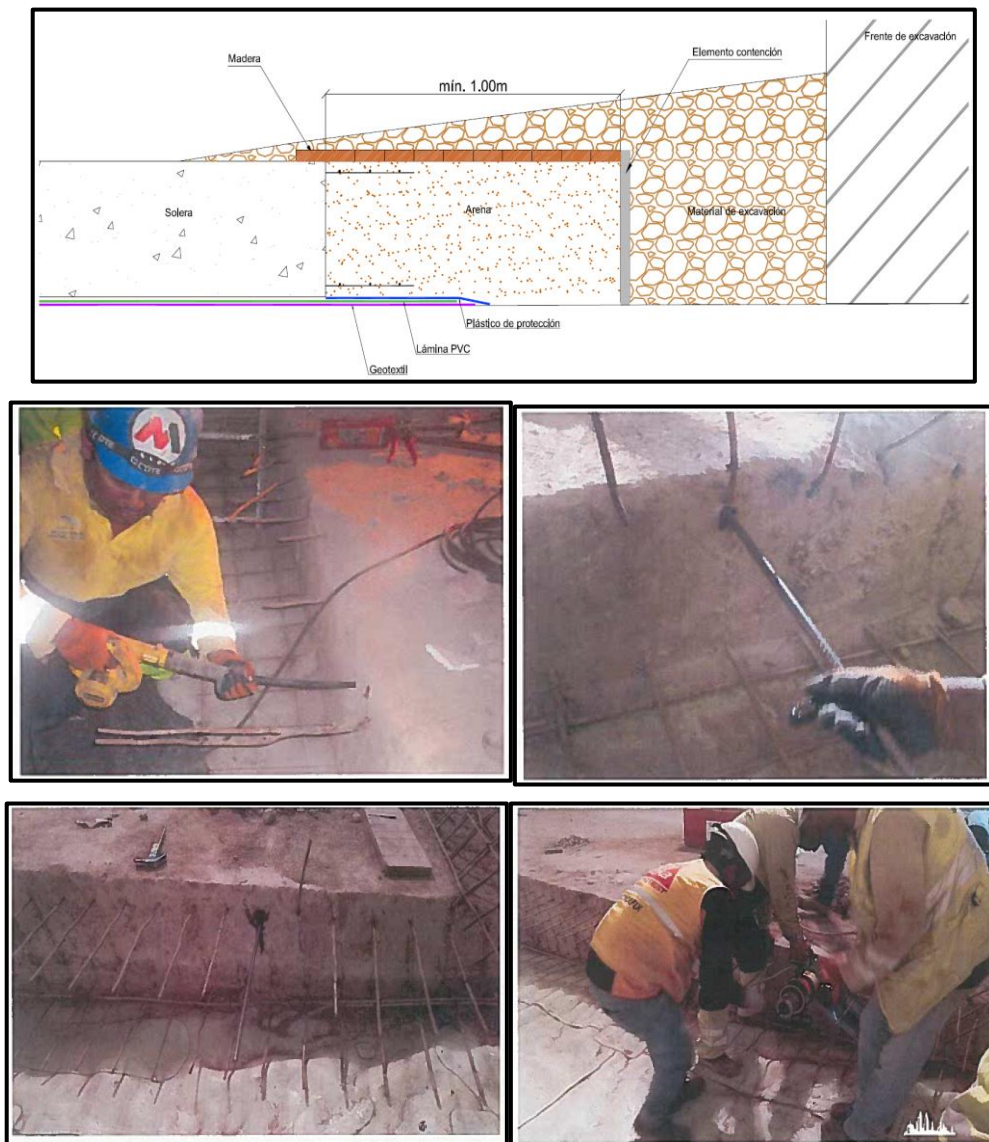 Frente de excavación
Elemento contención
Madera
mín. 1.00m
Solera
Arena
Material de excavación
Plástico de protección
Lámina PVC
Geotextil